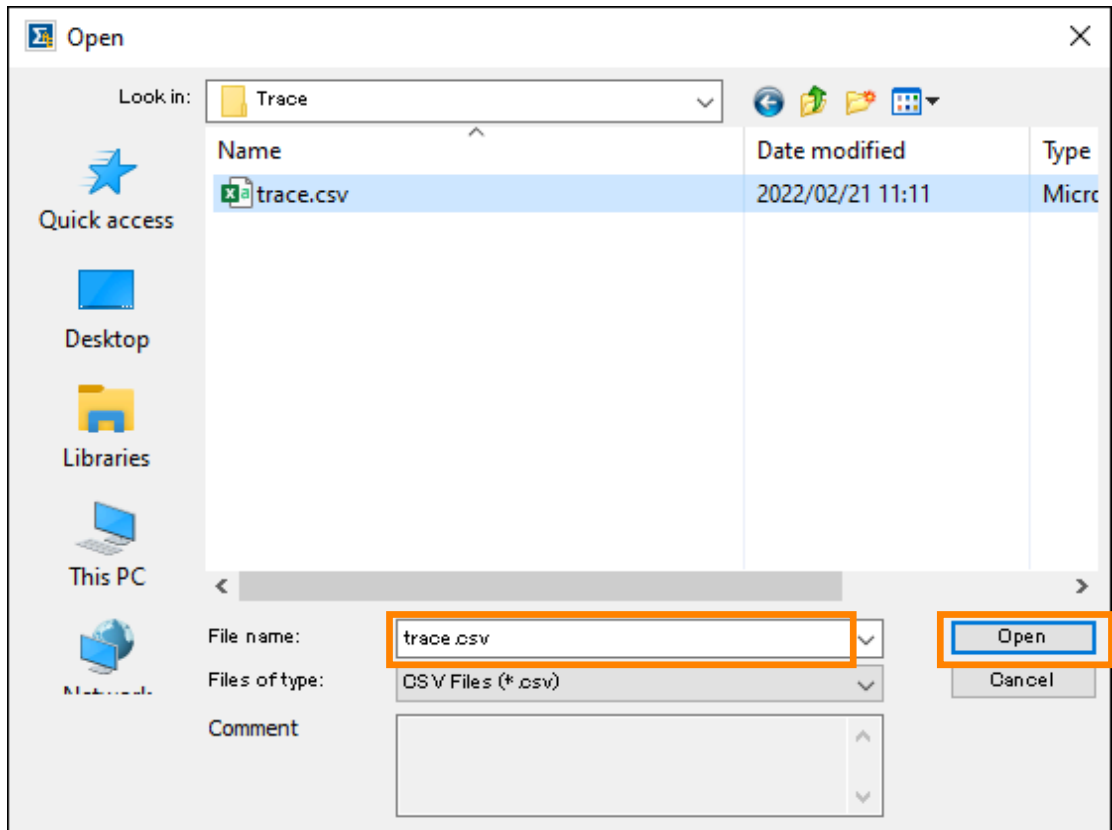 Open
Look in: Trace
Name Date modified Type
trace.csv 2022/02/21 11:11 Micro
Quick access
Desktop
Libraries
This PC
File name: trace.csv Open
Files of type: CSV Files (*.csv) Cancel
Comment